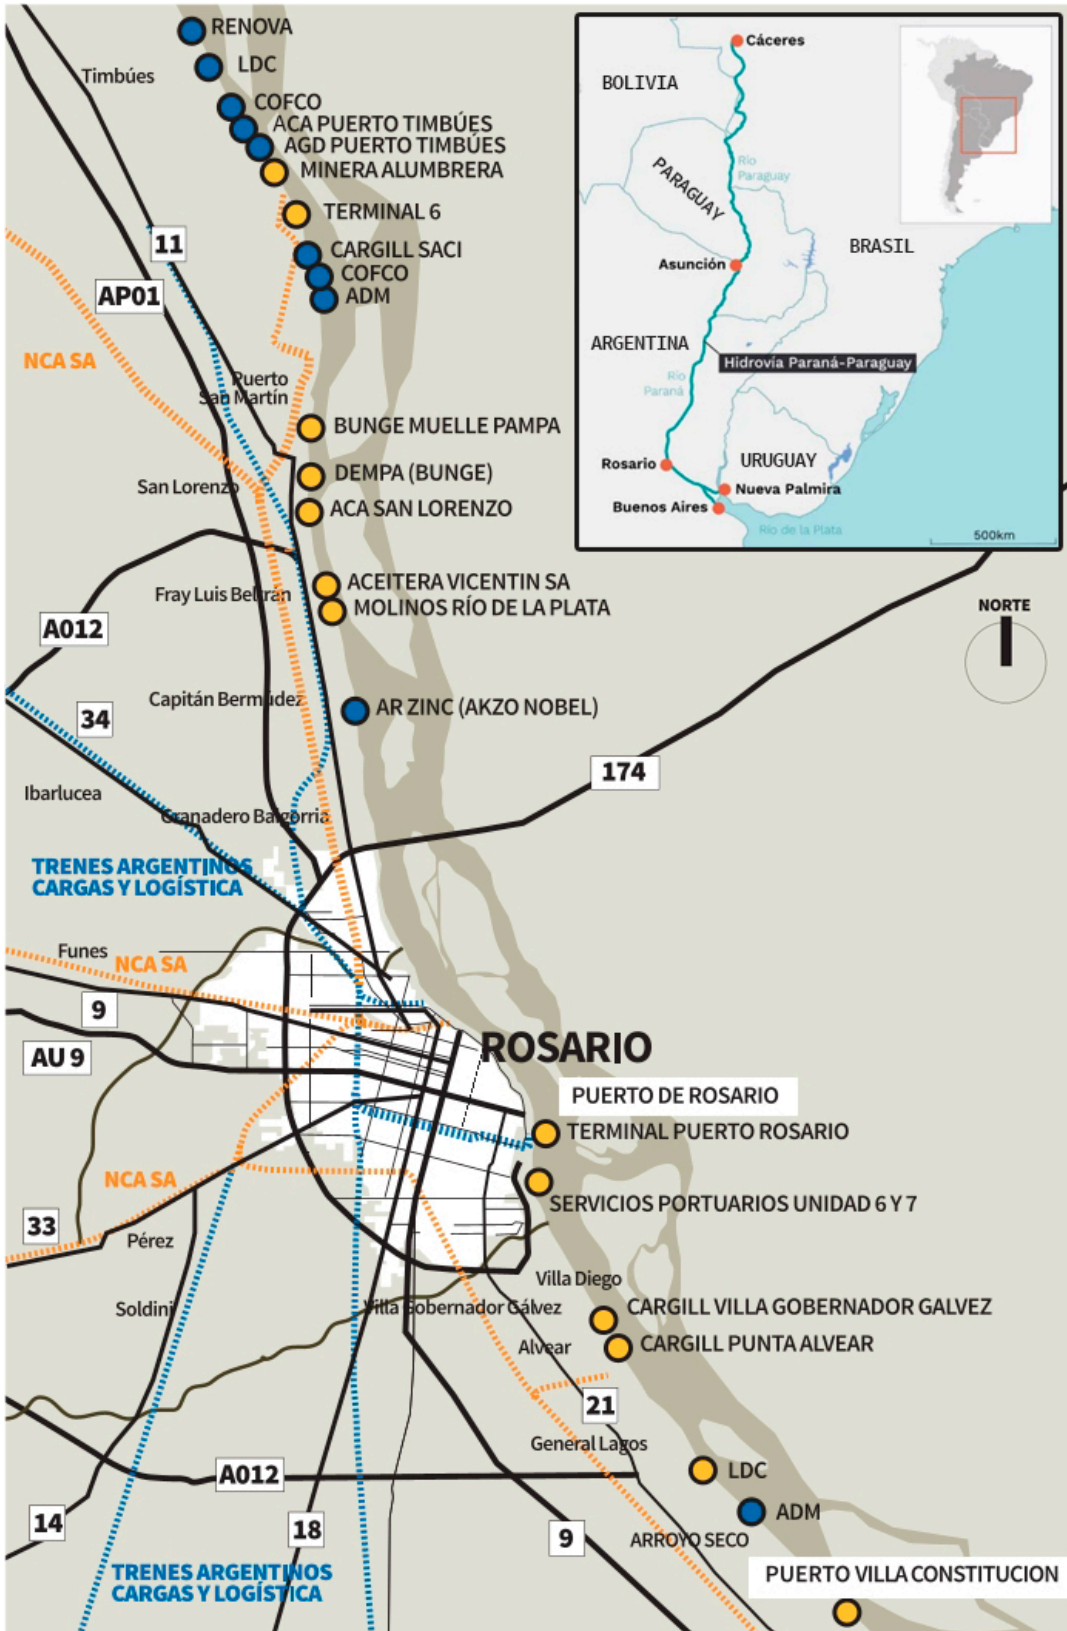 RENOVA
LDC
Timbúes
COFCO
ACA PUERTO TIMBÚES
AGD PUERTO TIMBÚES
MINERA ALUMBRERA
TERMINAL 6
11
CARGILL SACI
COFCO
AP01
ADM
NCA SA
Puerto
San Martín
BUNGE MUELLE PAMPA
DEMPA (BUNGE)
San Lorenzo
ACA SAN LORENZO
ACEITERA VICENTIN SA
Fray Luis Beltrán
MOLINOS RÍO DE LA PLATA
A012
Capitán Bermúdez
AR ZINC (AKZO NOBEL)
34
174
Ibarlucea
Granadero Baigorria
TRENES ARGENTINOS
CARGAS Y LOGÍSTICA
Funes
NCA SA
9
AU 9
ROSARIO
PUERTO DE ROSARIO
TERMINAL PUERTO ROSARIO
NCA SA
SERVICIOS PORTUARIOS UNIDAD 6 Y 7
33
Pérez
Villa Diego
Soldini
Villa Gobernador Gálvez
CARGILL VILLA GOBERNADOR GALVEZ
Alvear
CARGILL PUNTA ALVEAR
21
General Lagos
A012
LDC
ADM
14
18
9
ARROYO SECO
TRENES ARGENTINOS
CARGAS Y LOGÍSTICA
PUERTO VILLA CONSTITUCION
Cáceres
BOLIVIA
Río
Paraguay
PARAGUAY
BRASIL
Asunción
ARGENTINA
Hidrovía Paraná-Paraguay
Río
Paraná
Rosario
URUGUAY
Nueva Palmira
Buenos Aires
Río de la Plata
500km
NORTE